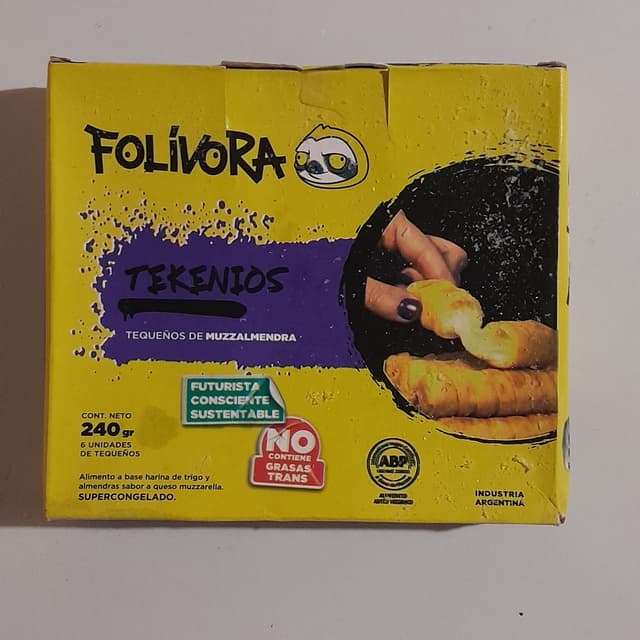 FOLÍVORA
TEKENIOS
TEQUEÑOS DE MUZZALMENDRA
FUTURISTA
CONSCIENTE
SUSTENTABLE
NO
CONTIENE
GRASAS
TRANS
CONT. NETO
240 gr
6 UNIDADES
DE TEQUEÑOS
Alimento a base harina de trigo y
almendras sabor a queso muzzarella.
SUPERCONGELADO.
ABP
INDUSTRIA
ARGENTINA